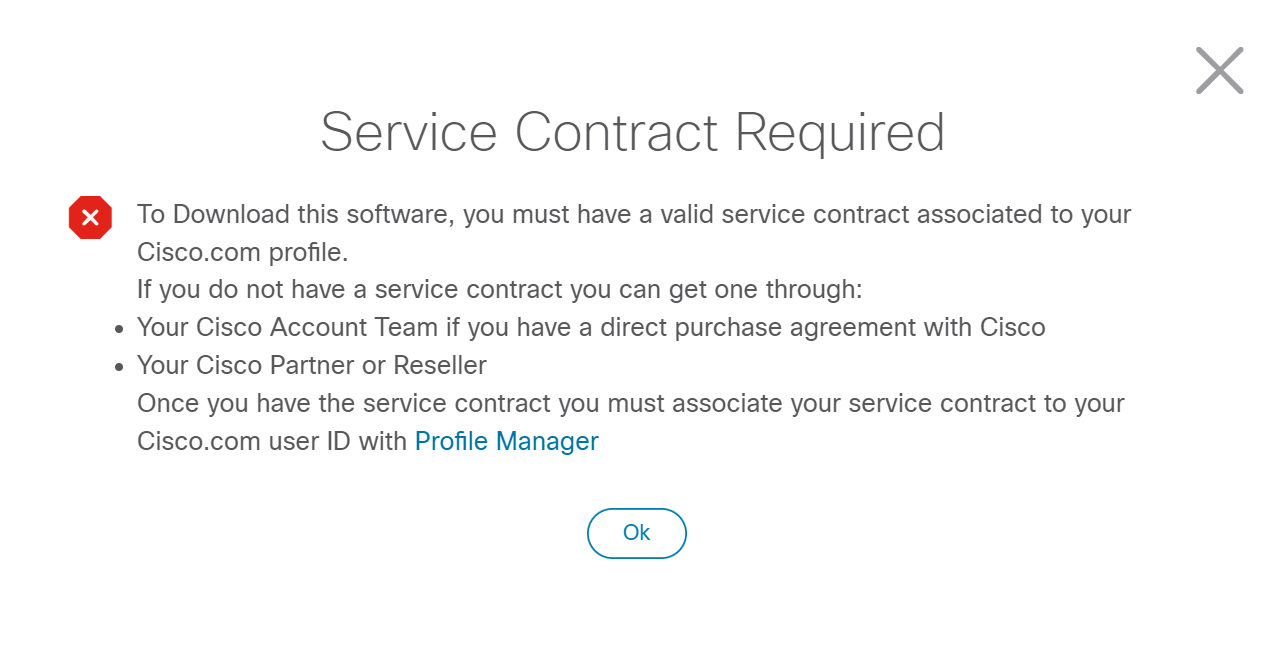 Service Contract Required
To Download this software, you must have a valid service contract associated to your
Cisco.com profile.
If you do not have a service contract you can get one through:
• Your Cisco Account Team if you have a direct purchase agreement with Cisco
• Your Cisco Partner or Reseller
Once you have the service contract you must associate your service contract to your
Cisco.com user ID with Profile Manager
Ok